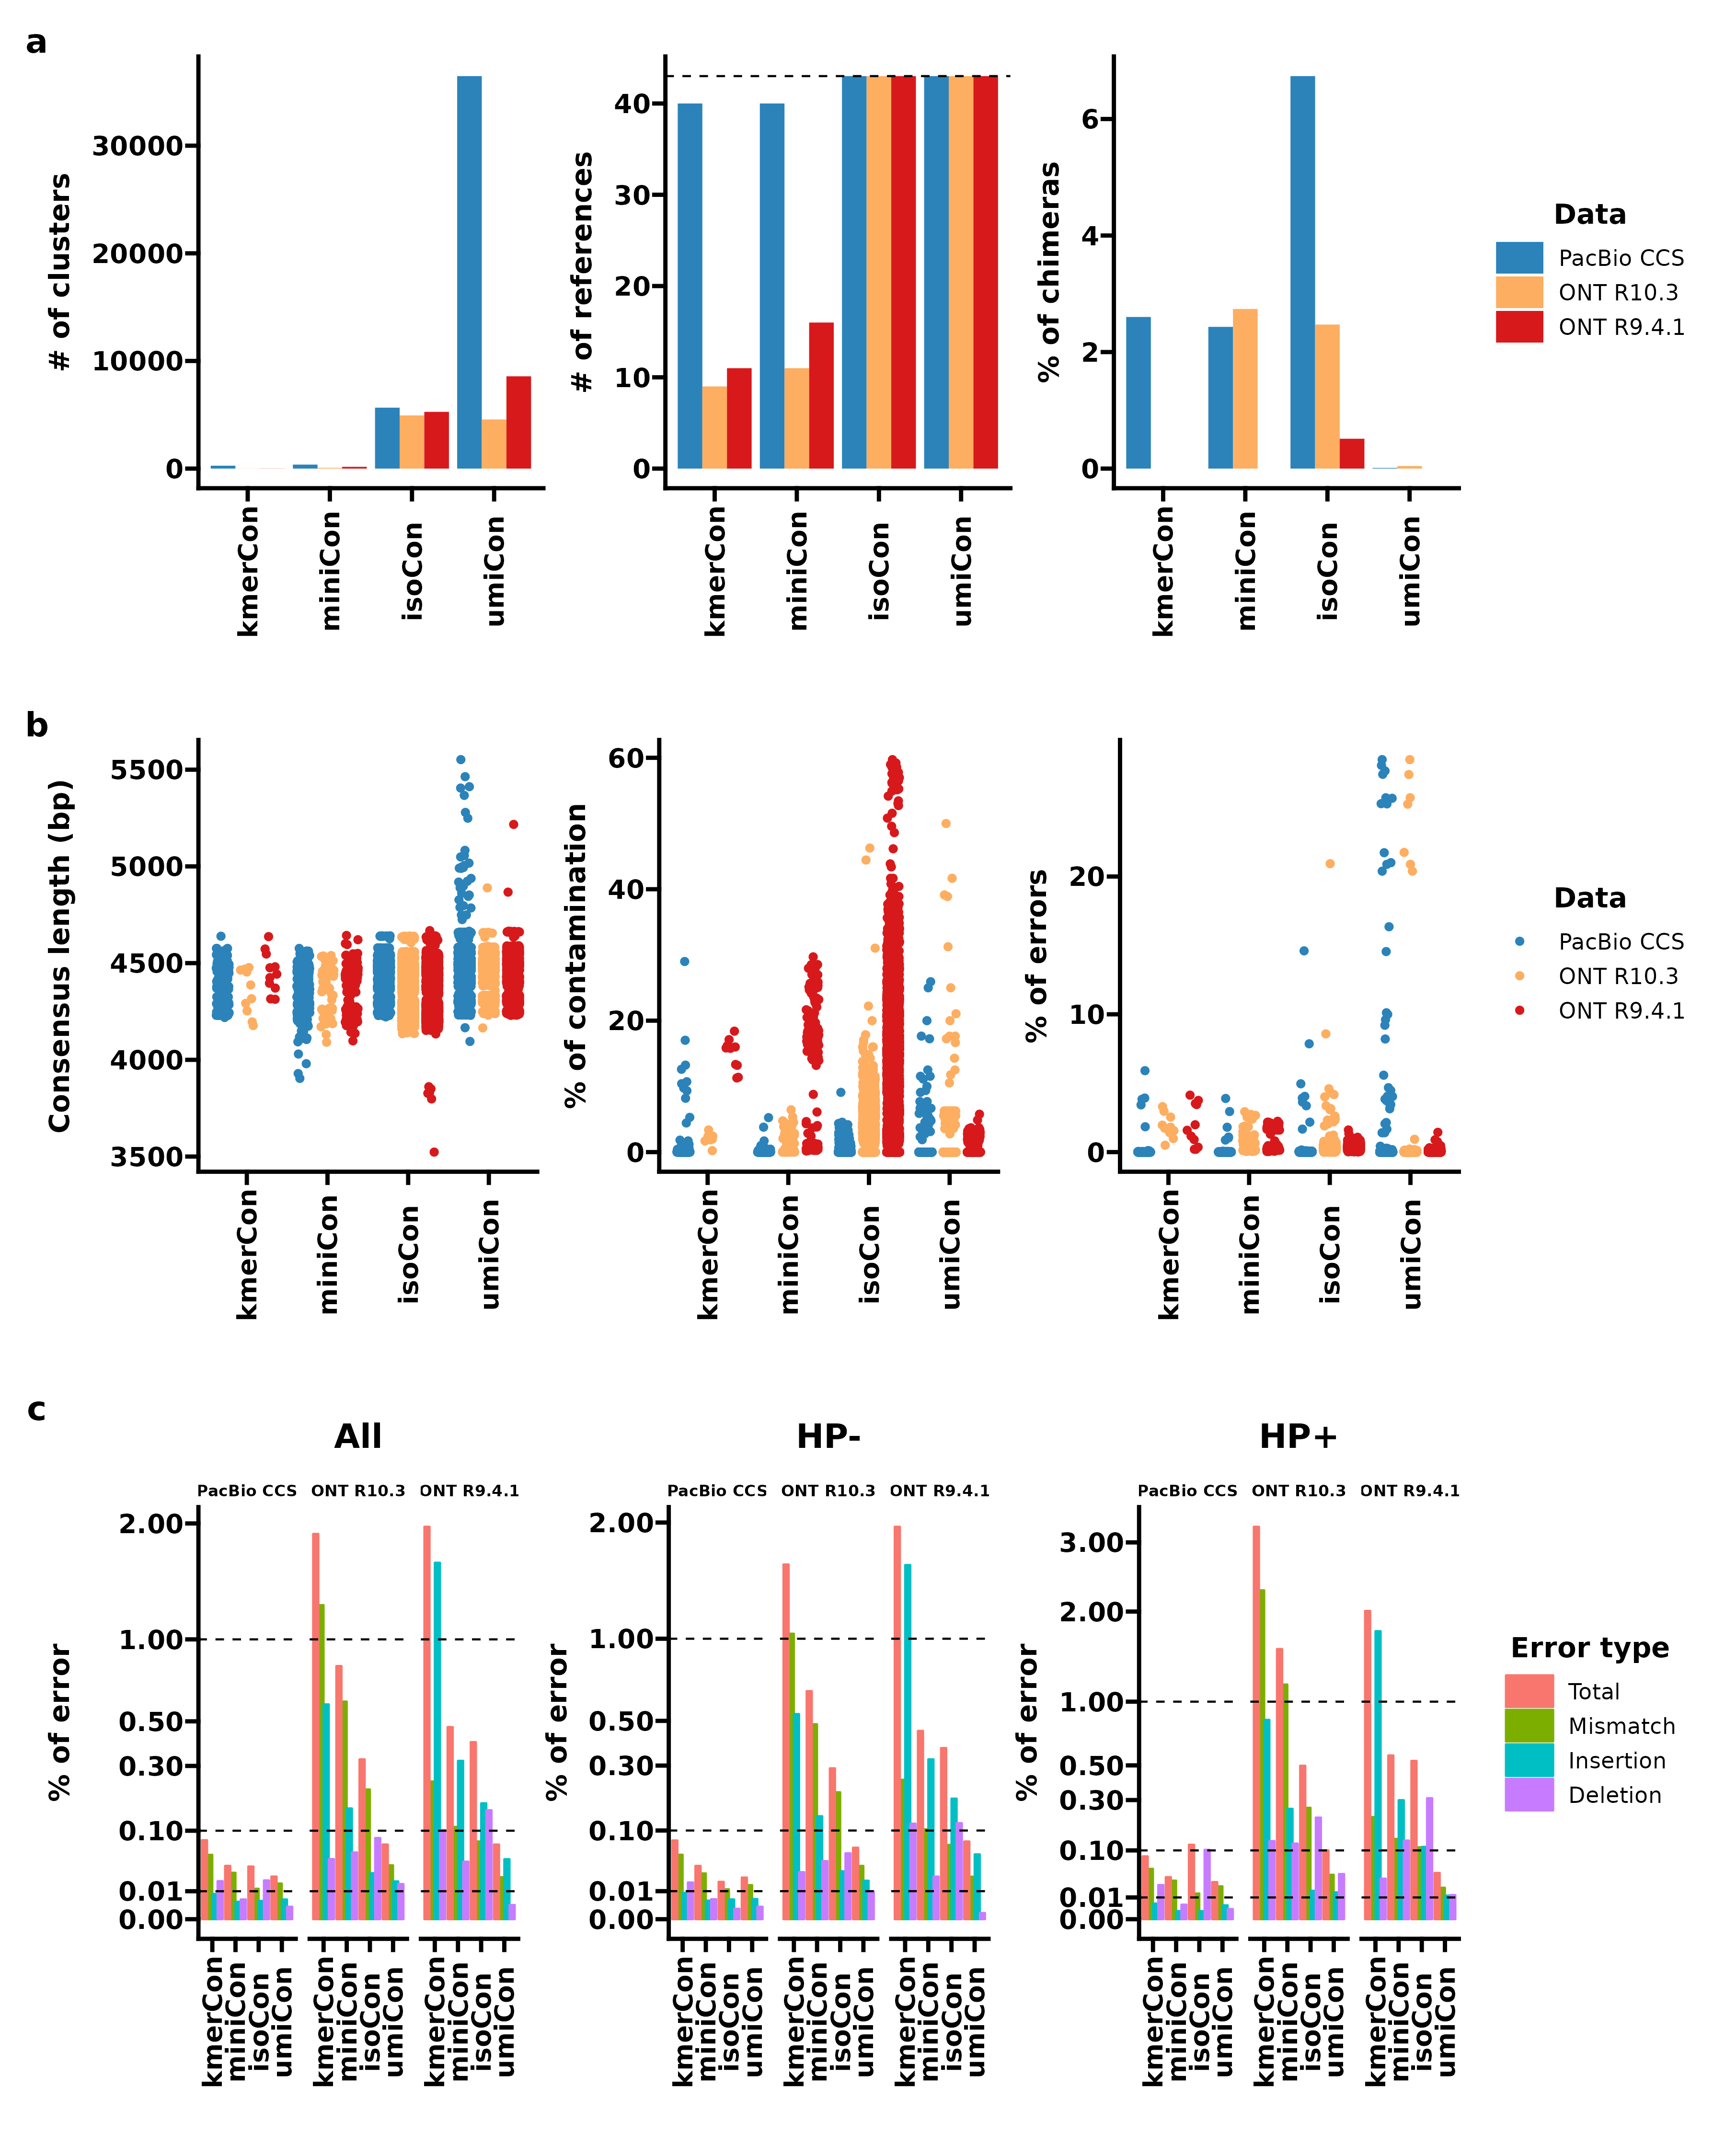 a
# of clusters
30000
20000
10000
0
kmerCon
miniCon
isoCon
umiCon
# of references
40
30
20
10
0
kmerCon
miniCon
isoCon
umiCon
% of chimeras
6
4
2
0
kmerCon
miniCon
isoCon
umiCon
Data
PacBio CCS
ONT R10.3
ONT R9.4.1
b
Consensus length (bp)
5500
5000
4500
4000
3500
kmerCon
miniCon
isoCon
umiCon
% of contamination
60
40
20
0
kmerCon
miniCon
isoCon
umiCon
% of errors
20
10
0
kmerCon
miniCon
isoCon
umiCon
Data
PacBio CCS
ONT R10.3
ONT R9.4.1
c
All
PacBio CCS ONT R10.3 ONT R9.4.1
% of error
2.00
1.00
0.50
0.30
0.10
0.01
0.00
kmerCon
miniCon
isoCon
umiCon
kmerCon
miniCon
isoCon
umiCon
kmerCon
miniCon
isoCon
umiCon
HP-
PacBio CCS ONT R10.3 ONT R9.4.1
% of error
2.00
1.00
0.50
0.30
0.10
0.01
0.00
kmerCon
miniCon
isoCon
umiCon
kmerCon
miniCon
isoCon
umiCon
kmerCon
miniCon
isoCon
umiCon
HP+
PacBio CCS ONT R10.3 ONT R9.4.1
% of error
3.00
2.00
1.00
0.50
0.30
0.10
0.01
0.00
kmerCon
miniCon
isoCon
umiCon
kmerCon
miniCon
isoCon
umiCon
kmerCon
miniCon
isoCon
umiCon
Error type
Total
Mismatch
Insertion
Deletion